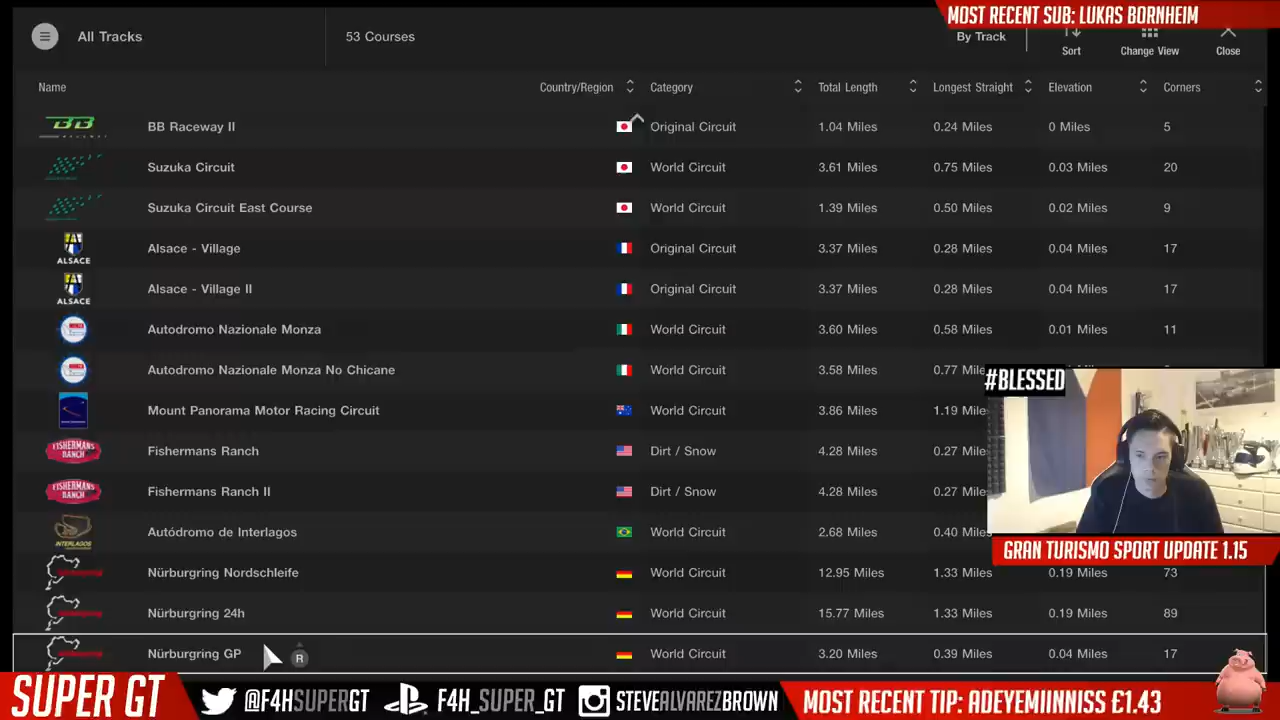 MOST RECENT SUB: LUKAS BORNHEIM
All Tracks
53 Courses
By Track
Sort
Change View
Close
Name
Country/Region
Category
Total Length
Longest Straight
Elevation
Corners
BB
BB Raceway II
Original Circuit
1.04 Miles
0.24 Miles
0 Miles
5
Suzuka Circuit
World Circuit
3.61 Miles
0.75 Miles
0.03 Miles
20
Suzuka Circuit East Course
World Circuit
1.39 Miles
0.50 Miles
0.02 Miles
9
ALSACE
Alsace - Village
Original Circuit
3.37 Miles
0.28 Miles
0.04 Miles
17
ALSACE
Alsace - Village II
Original Circuit
3.37 Miles
0.28 Miles
0.04 Miles
17
Autodromo Nazionale Monza
World Circuit
3.60 Miles
0.58 Miles
0.01 Miles
11
Autodromo Nazionale Monza No Chicane
World Circuit
3.58 Miles
0.77 Mile
#BLESSED
Mount Panorama Motor Racing Circuit
World Circuit
3.86 Miles
1.19 Mile
FISHERMANS
RANCH
Fishermans Ranch
Dirt / Snow
4.28 Miles
0.27 Mile
FISHERMANS
RANCH
Fishermans Ranch II
Dirt / Snow
4.28 Miles
0.27 Mile
INTERLAGOS
Autódromo de Interlagos
World Circuit
2.68 Miles
0.40 Miles
GRAN TURISMO SPORT UPDATE 1.15
Nürburgring Nordschleife
World Circuit
12.95 Miles
1.33 Miles
0.19 Miles
73
Nürburgring 24h
World Circuit
15.77 Miles
1.33 Miles
0.19 Miles
89
Nürburgring GP
R
World Circuit
3.20 Miles
0.39 Miles
0.04 Miles
17
SUPER GT
@F4HSUPERGT
F4H_SUPER_GT
STEVEALVAREZBROWN
MOST RECENT TIP: ADEYEMIINNISS £1.43